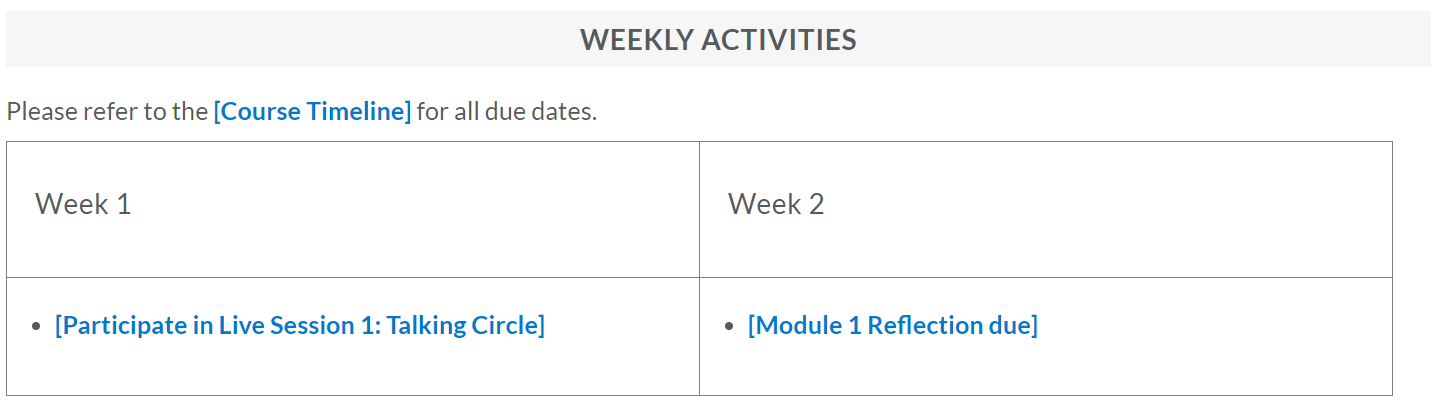 WEEKLY ACTIVITIES
Please refer to the [Course Timeline] for all due dates.
Week 1
Week 2
[Participate in Live Session 1: Talking Circle]
[Module 1 Reflection due]